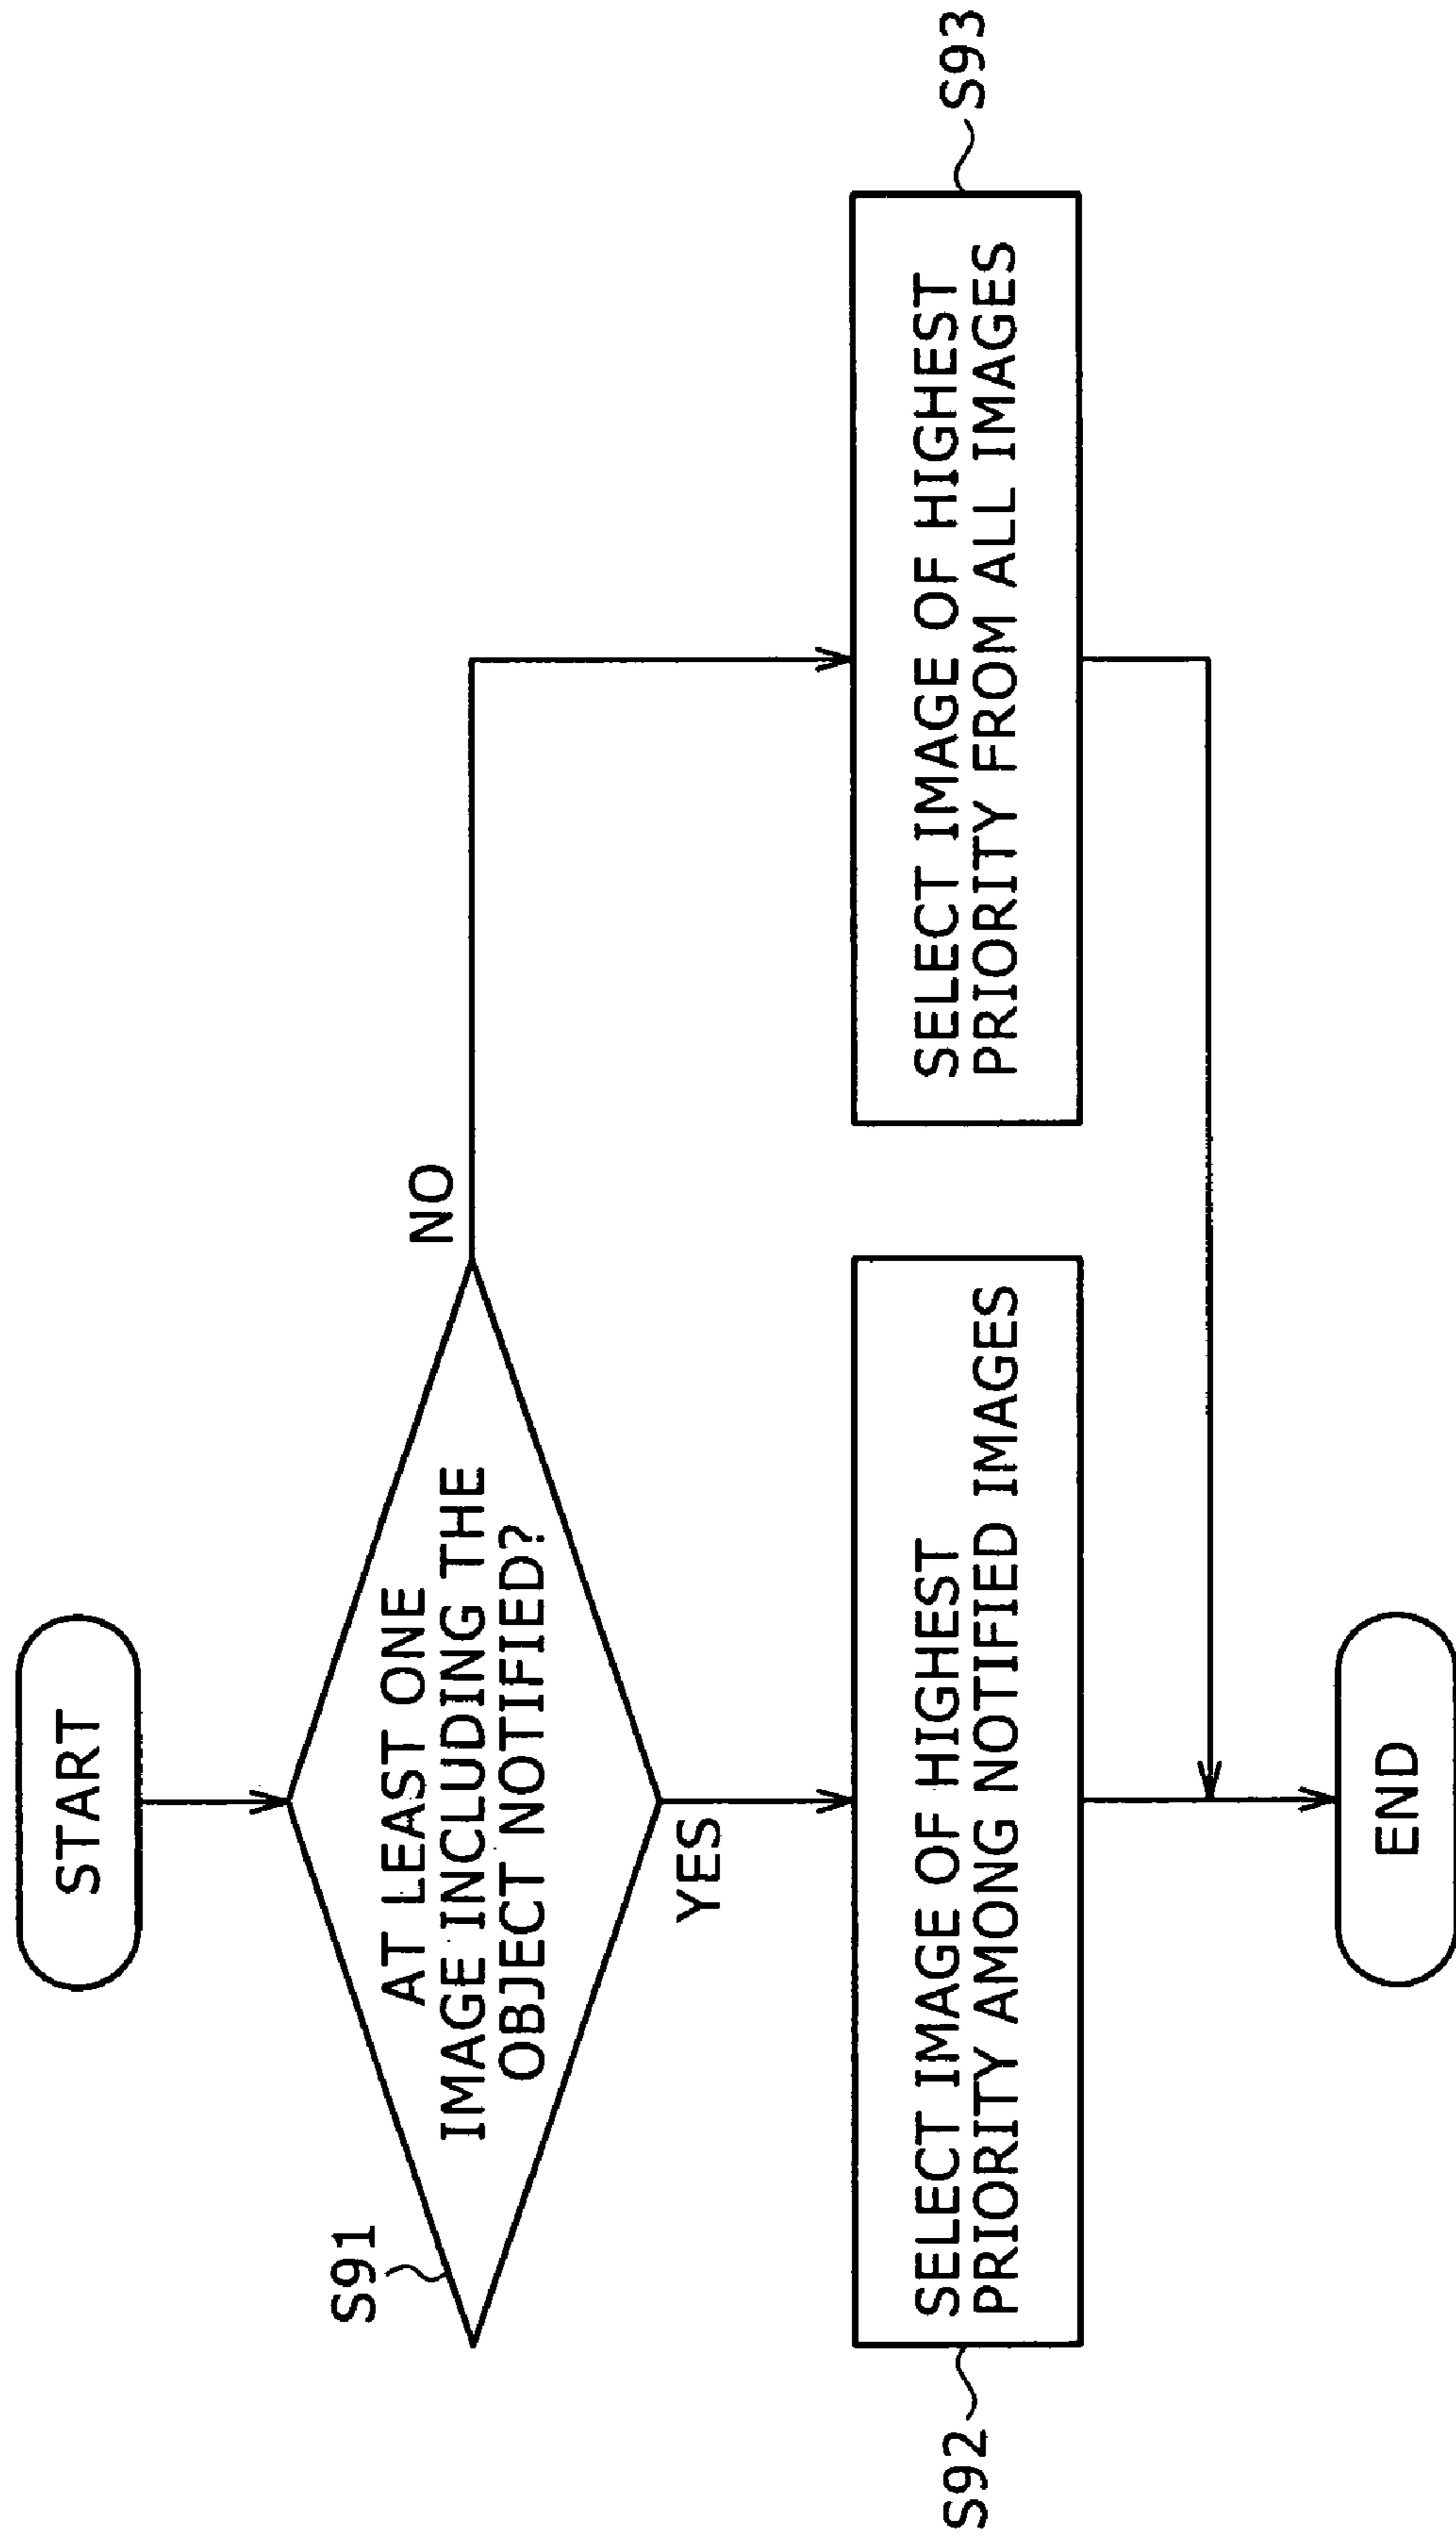 START
S91
AT LEAST ONE
IMAGE INCLUDING THE
OBJECT NOTIFIED?
NO
YES
S92
SELECT IMAGE OF HIGHEST
PRIORITY AMONG NOTIFIED IMAGES
SELECT IMAGE OF HIGHEST
PRIORITY FROM ALL IMAGES
S93
END